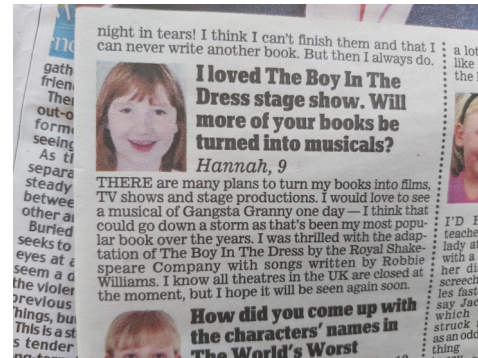 night in tears! I think I can't finish them and that I
can never write another book. But then I always do.
I loved The Boy In The
Dress stage show. Will
more of your books be
turned into musicals?
Hannah, 9
THERE are many plans to turn my books into films,
TV shows and stage productions. I would love to see
a musical of Gangsta Granny one day — I think that
could go down a storm as that's been my most popu-
lar book over the years. I was thrilled with the adap-
tation of The Boy In The Dress by the Royal Shake-
speare Company with songs written by Robbie
Williams. I know all theatres in the UK are closed at
the moment, but I hope it will be seen again soon.
How did you come up with
the characters' names in
The World's Worst
gath
frien
out-o
form
seeing
separa
steady
betwee
other a
Buried
seeks to
eyes at
seem a
the violen
previous
things, bu
This is a st
s tender
a lot
like
the
I'D
teache
lady a
with a
her di
screech
les fast
say Jac
which
struck
as an odd
thing